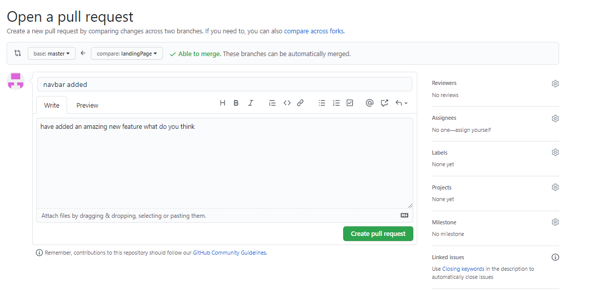 Open a pull request
Create a new pull request by comparing changes across two branches. If you need to, you can also compare across forks.
base: master ← compare: landingPage ✓ Able to merge. These branches can be automatically merged.
navbar added
Write Preview H B I
have added an amazing new feature what do you think
Attach files by dragging & dropping, selecting or pasting them.
Create pull request
Remember, contributions to this repository should follow our GitHub Community Guidelines.
Reviewers
No reviews
Assignees
No one—assign yourself
Labels
None yet
Projects
None yet
Milestone
No milestone
Linked issues
Use Closing keywords in the description to
automatically close issues